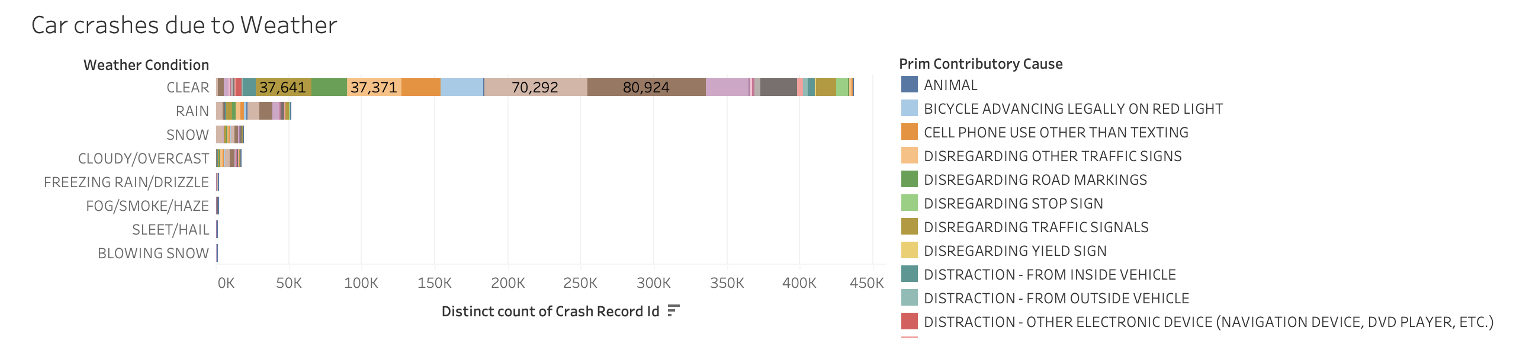 Car crashes due to Weather
Weather Condition
CLEAR
37,641
37,371
70,292
80,924
RAIN
SNOW
CLOUDY/OVERCAST
FREEZING RAIN/DRIZZLE
FOG/SMOKE/HAZE
SLEET/HAIL
BLOWING SNOW
0K 50K 100K 150K 200K 250K 300K 350K 400K 450K
Distinct count of Crash Record Id
Prim Contributory Cause
ANIMAL
BICYCLE ADVANCING LEGALLY ON RED LIGHT
CELL PHONE USE OTHER THAN TEXTING
DISREGARDING OTHER TRAFFIC SIGNS
DISREGARDING ROAD MARKINGS
DISREGARDING STOP SIGN
DISREGARDING TRAFFIC SIGNALS
DISREGARDING YIELD SIGN
DISTRACTION - FROM INSIDE VEHICLE
DISTRACTION - FROM OUTSIDE VEHICLE
DISTRACTION - OTHER ELECTRONIC DEVICE (NAVIGATION DEVICE, DVD PLAYER, ETC.)